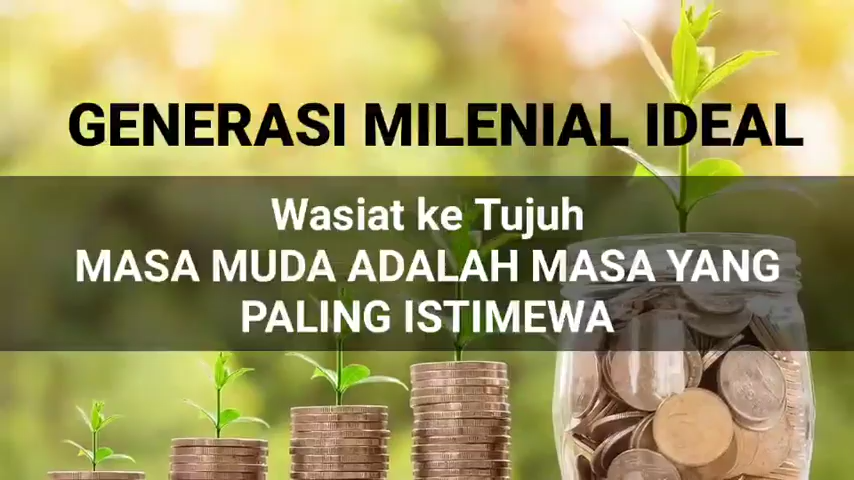 GENERASI MILENIAL IDEAL
Wasiat ke Tujuh
MASA MUDA ADALAH MASA YANG
PALING ISTIMEWA